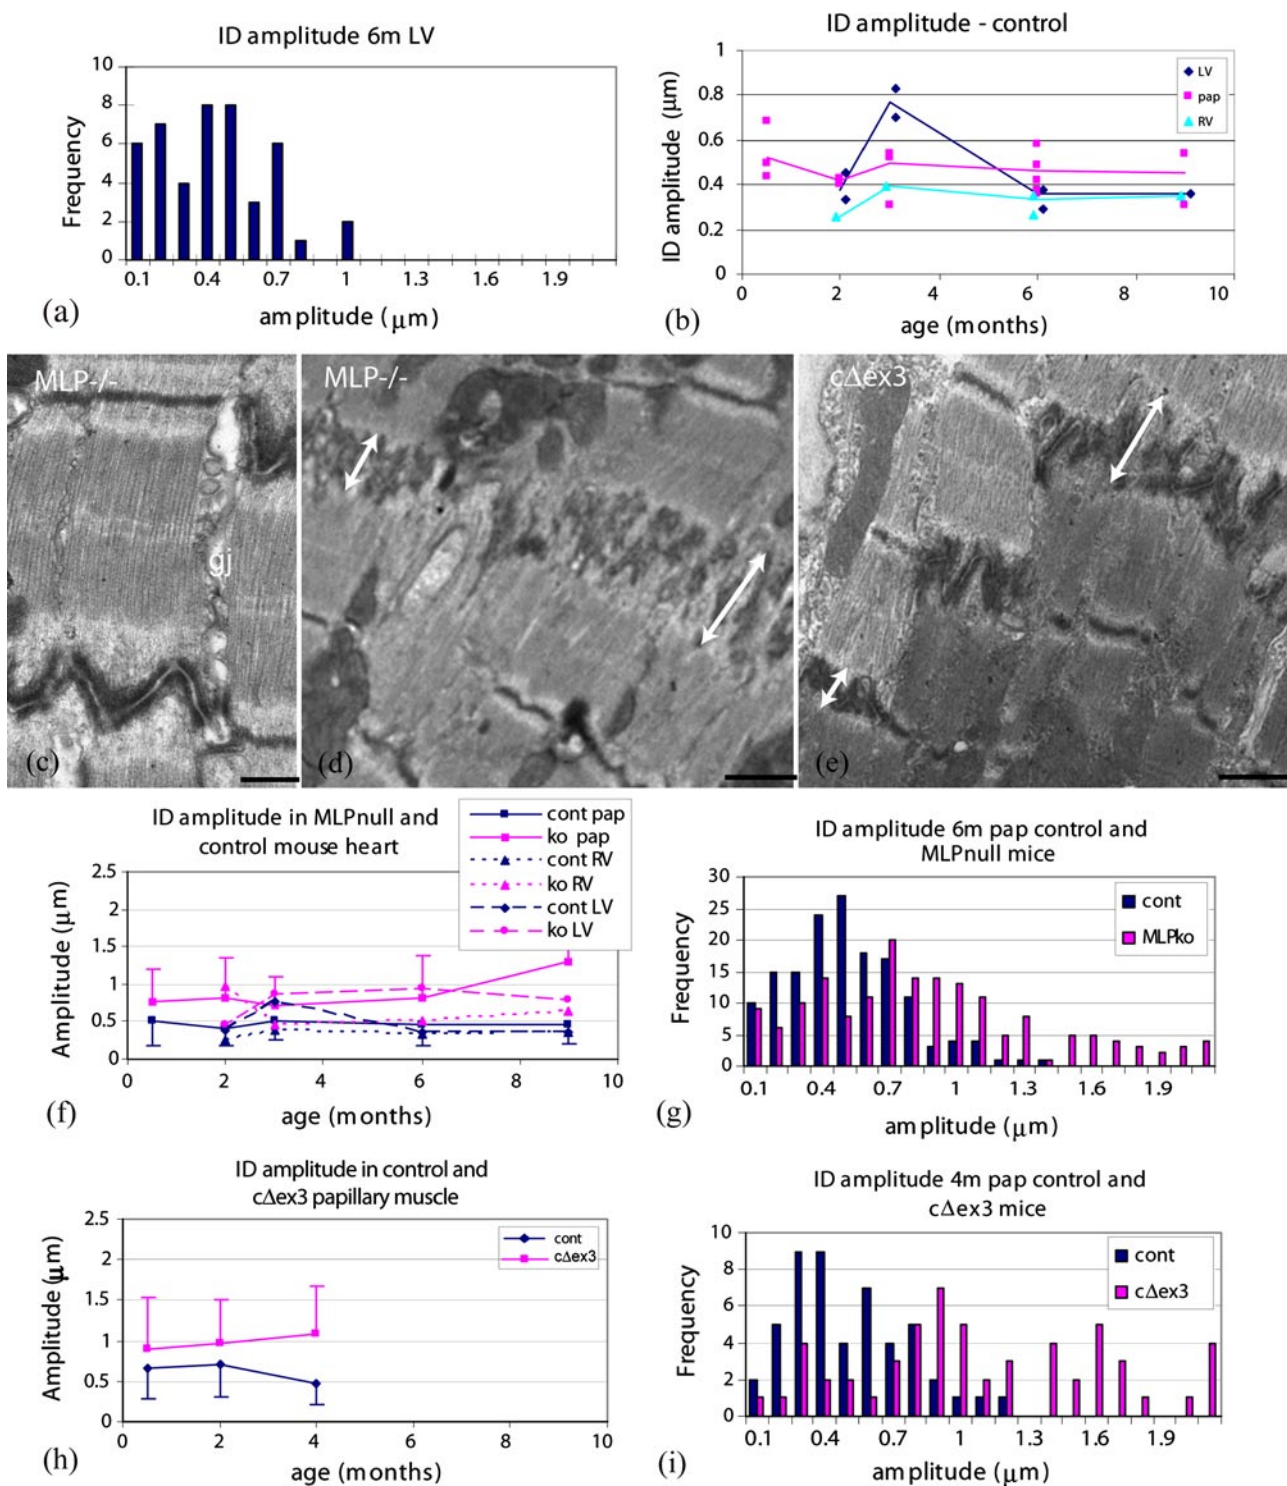 ID amplitude 6m LV
10
8
6
4
2
0
Frequency
0.1 0.4 0.7 1 1.3 1.6 1.9
amplitude (μm)
(a)
ID amplitude - control
1
0.8
0.6
0.4
0.2
0
ID amplitude (μm)
LV
pap
RV
0 2 4 6 8 10
age (months)
(b)
MLP-/-
gj
(c)
MLP-/-
(d)
cΔex3
(e)
ID amplitude in MLPnull and
control mouse heart
cont pap
ko pap
cont RV
ko RV
cont LV
ko LV
2.5
2
1.5
1
0.5
0
Amplitude (μm)
0 2 4 6 8 10
age (months)
(f)
ID amplitude 6m pap control and
MLPnull mice
30
25
20
15
10
5
0
Frequency
cont
MLPko
0.1 0.4 0.7 1 1.3 1.6 1.9
amplitude (μm)
(g)
ID amplitude in control and
cΔex3 papillary muscle
2.5
2
1.5
1
0.5
0
Amplitude (μm)
cont
cΔex3
0 2 4 6 8 10
age (months)
(h)
ID amplitude 4m pap control and
cΔex3 mice
10
8
6
4
2
0
Frequency
cont
cΔex3
0.1 0.4 0.7 1 1.3 1.6 1.9
amplitude (μm)
(i)